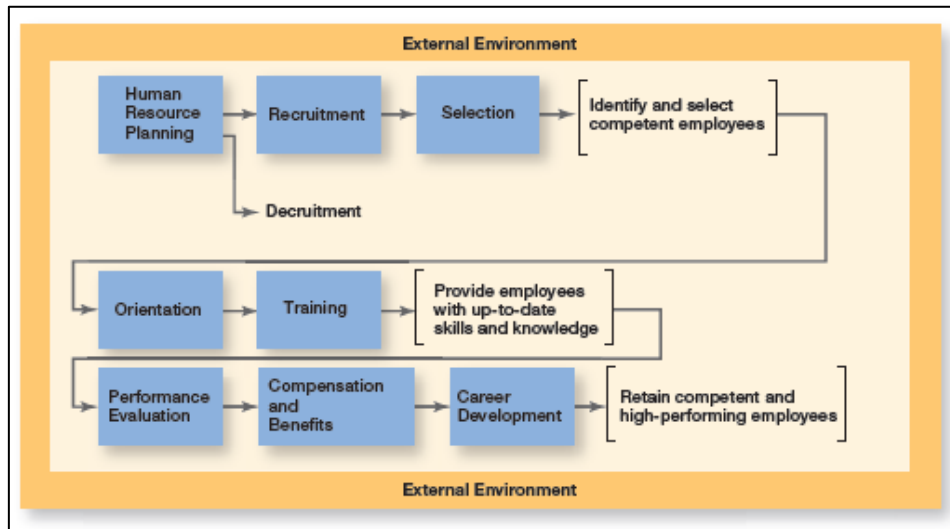 External Environment
Human
Resource
Planning
Recruitment
Selection
Identify and select
competent employees
Decruitment
Orientation
Training
Provide employees
with up-to-date
skills and knowledge
Performance
Evaluation
Compensation
and
Benefits
Career
Development
Retain competent and
high-performing employees
External Environment